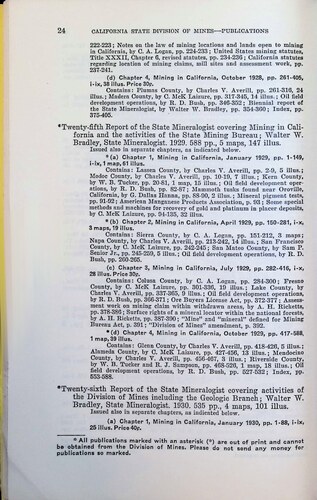 24 CALIFORNIA STATE DIVISION OF MINES—PUBLICATIONS
222-223; Notes on the law of mining locations and lands open to mining
in California, by C. A. Logan, pp. 224-233; United States mining statutes,
Title XXXII, Chapter 6, revised statutes, pp. 234-236; California statutes
regarding location of mining claims, mill sites and assessment work, pp.
237-241.
(d) Chapter 4, Mining in California, October 1928, pp. 261-405,
i-ix, 38 illus. Price 30¢.
Contains: Plumas County, by Charles V. Averill, pp. 261-316, 24
illus.; Madera County, by C. McK Laizure, pp. 317-345, 14 illus.; Oil field
development operations, by R. D. Bush, pp. 346-352; Biennial report of
the State Mineralogist, by Walter W. Bradley, pp. 354-360; Index, pp.
375-405.
*Twenty-fifth Report of the State Mineralogist covering Mining in Cali-
fornia and the activities of the State Mining Bureau; Walter W.
Bradley, State Mineralogist. 1929. 588 pp., 5 maps, 147 illus.
Issued also in separate chapters, as indicated below.
* (a) Chapter 1, Mining in California, January 1929, pp. 1-149,
i-ix, 1 map, 61 illus.
Contains: Lassen County, by Charles V. Averill, pp. 2-9, 5 illus.;
Modoc County, by Charles V. Averill, pp. 10-19, 7 illus.; Kern County,
by W. B. Tucker, pp. 20-81, 1 map, 15 illus.; Oil field development oper-
ations, by R. D. Bush, pp. 82-87; Mammoth tusks found near Oroville,
California, by G. Dallas Hanna, pp. 88-90, 3 illus.; Mineral pigment tests,
pp. 91-92; American Mangers Products Association, p. 93; Some special
methods and machines for recovery of gold and platinum in placer deposits,
by C. McK Laizure, pp. 94-135, 22 illus.
* (b) Chapter 2, Mining in California, April 1929, pp. 150-281, i-x,
3 maps, 19 illus.
Contains: Sierra County, by C. A. Logan, pp. 151-212, 3 maps;
Napa County, by Charles V. Averill, pp. 213-242, 14 illus.; San Francisco
County, by C. McK Laizure, pp. 242-245; San Mateo County, by Sam P.
Senior Jr., pp. 245-259, 5 illus.; Oil field development operations, by R. D.
Bush, pp. 260-265.
(c) Chapter 3, Mining in California, July 1929, pp. 282-416, i-x,
28 illus. Price 30¢.
Contains: Colusa County, by C. A. Logan, pp. 284-300; Fresno
County, by C. McK Laizure, pp. 301-336, 19 illus.; Lake County, by
Charles V. Averill, pp. 337-365, 9 illus.; Oil field development operations,
by R. D. Bush, pp. 366-371; Ore Buyers License Act, pp. 372-377; Assess-
ment work on mining claim within withdrawn areas, by A. H. Ricketts,
pp. 378-386; Surface rights of a mineral locator within the national forests,
by A. H. Ricketts, pp. 387-390; "Mine" and "mineral" defined for Mining
Bureau Act, p. 391; "Division of Mines" amendment, p. 392.
* (d) Chapter 4, Mining in California, October 1929, pp. 417-588,
1 map, 39 illus.
Contains: Glenn County, by Charles V. Averill, pp. 418-426, 5 illus.;
Alameda County, by C. McK Laizure, pp. 427-456, 13 illus.; Mendocino
County, by Charles V. Averill, pp. 456-467, 3 illus.; Riverside County,
by W. B. Tucker and R. J. Sampson, pp. 468-526, 1 map, 18 illus.; Oil
field development operations, by R. D. Bush, pp. 527-532; Index, pp.
553-588.
*Twenty-sixth Report of the State Mineralogist covering activities of
the Division of Mines including the Geologic Branch; Walter W.
Bradley, State Mineralogist. 1930. 535 pp., 4 maps, 101 illus.
Issued also in separate chapters, as indicated below.
(a) Chapter 1, Mining in California, January 1930, pp. 1-88, i-ix,
25 illus. Price 40¢.
* All publications marked with an asterisk (*) are out of print and cannot
be obtained from the Division of Mines. Please do not send any money for
publications so marked.